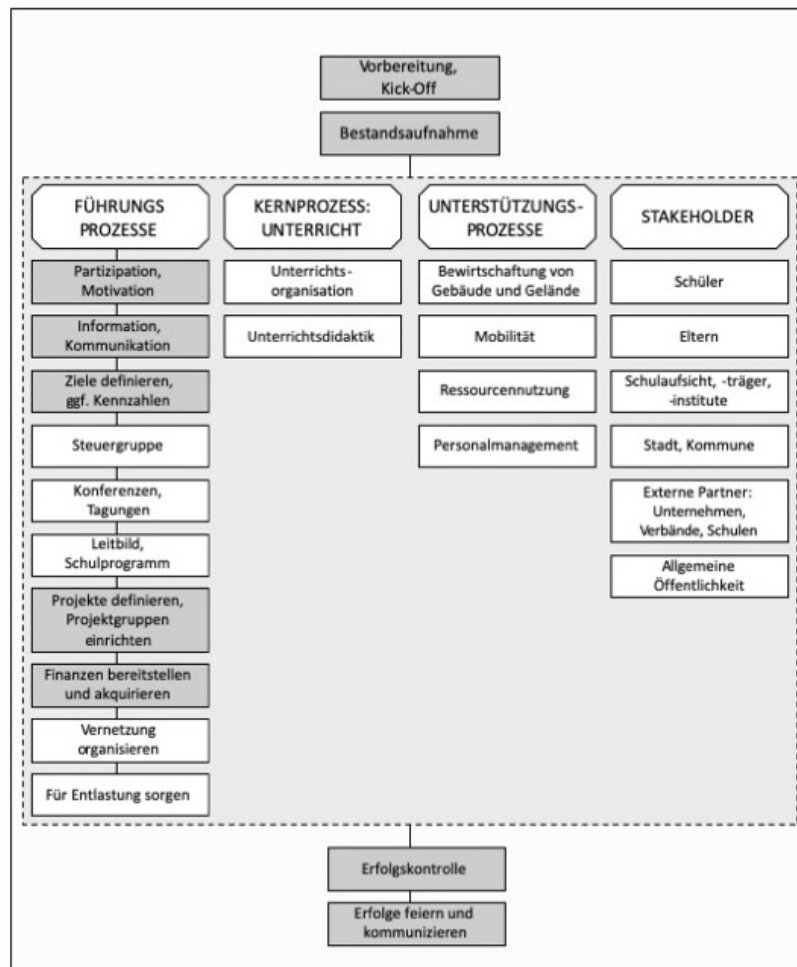 Vorbereitung,
Kick-Off
Bestandsaufnahme
FÜHRUNGS
PROZESSE
Partizipation,
Motivation
Information,
Kommunikation
Ziele definieren,
ggf. Kennzahlen
Steuergruppe
Konferenzen,
Tagungen
Leitbild,
Schulprogramm
Projekte definieren,
Projektgruppen
einrichten
Finanzen bereitstellen
und akquirieren
Vernetzung
organisieren
Für Entlastung sorgen
KERNPROZESS:
UNTERRICHT
Unterrichts-
organisation
Unterrichtsdidaktik
UNTERSTÜTZUNGS-
PROZESSE
Bewirtschaftung von
Gebäude und Gelände
Mobilität
Ressourcennutzung
Personalmanagement
STAKEHOLDER
Schüler
Eltern
Schulaufsicht, -träger,
-institute
Stadt, Kommune
Externe Partner:
Unternehmen,
Verbände, Schulen
Allgemeine
Öffentlichkeit
Erfolgskontrolle
Erfolge feiern und
kommunizieren